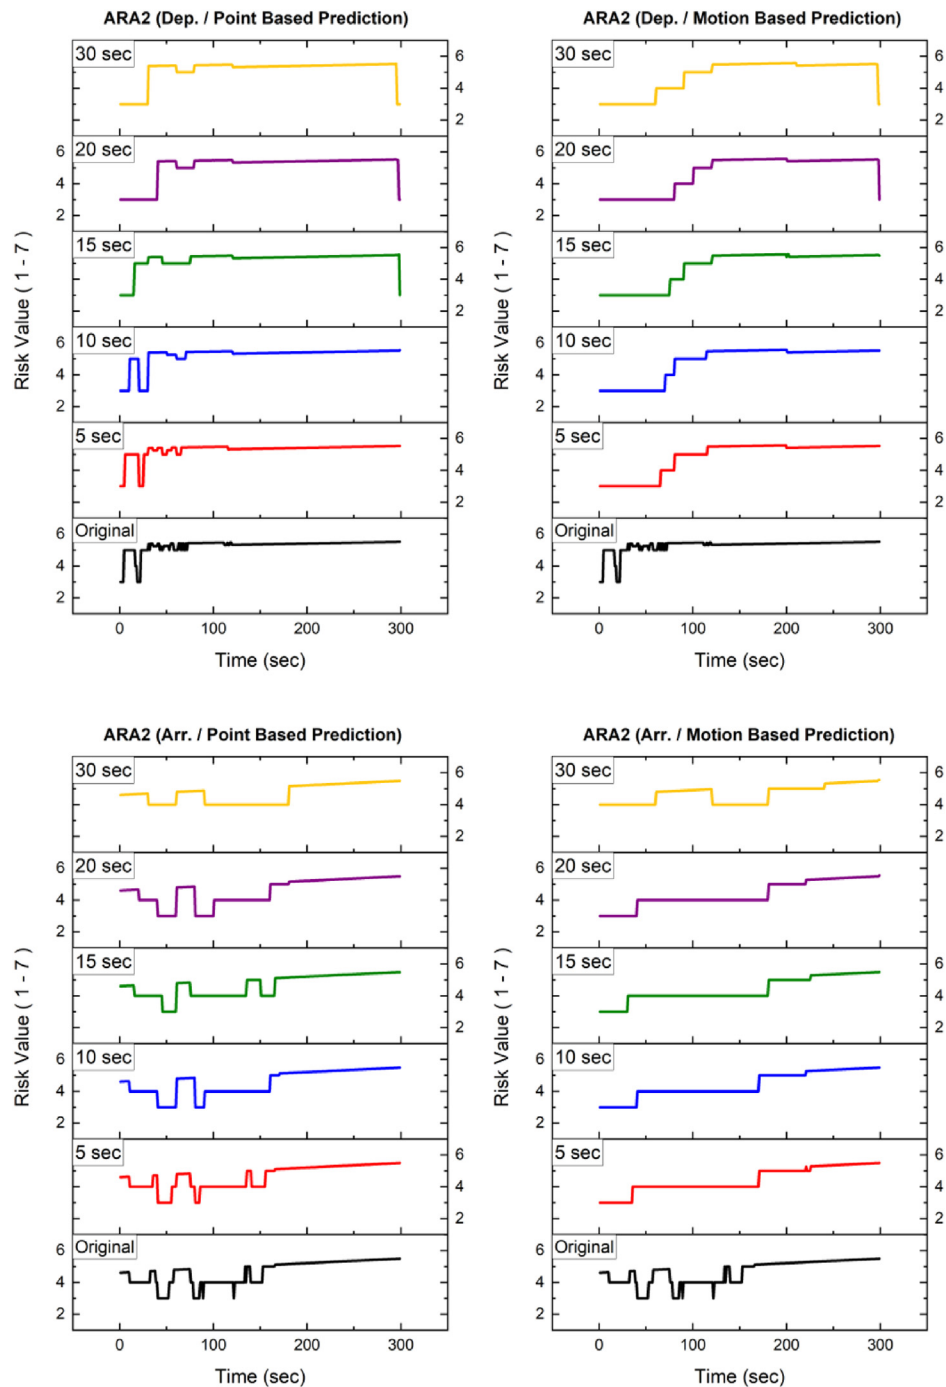 ARA2 (Dep. / Point Based Prediction)
30 sec
6
4
2
20 sec
6
4
2
15 sec
6
4
2
10 sec
6
4
2
5 sec
6
4
2
Original
6
4
2
0
100
200
300
Time (sec)
Risk Value ( 1 - 7 )
ARA2 (Dep. / Motion Based Prediction)
30 sec
6
4
2
20 sec
6
4
2
15 sec
6
4
2
10 sec
6
4
2
5 sec
6
4
2
Original
6
4
2
0
100
200
300
Time (sec)
Risk Value ( 1 - 7 )
ARA2 (Arr. / Point Based Prediction)
30 sec
6
4
2
20 sec
6
4
2
15 sec
6
4
2
10 sec
6
4
2
5 sec
6
4
2
Original
6
4
2
0
100
200
300
Time (sec)
Risk Value ( 1 - 7 )
ARA2 (Arr. / Motion Based Prediction)
30 sec
6
4
2
20 sec
6
4
2
15 sec
6
4
2
10 sec
6
4
2
5 sec
6
4
2
Original
6
4
2
0
100
200
300
Time (sec)
Risk Value ( 1 - 7 )